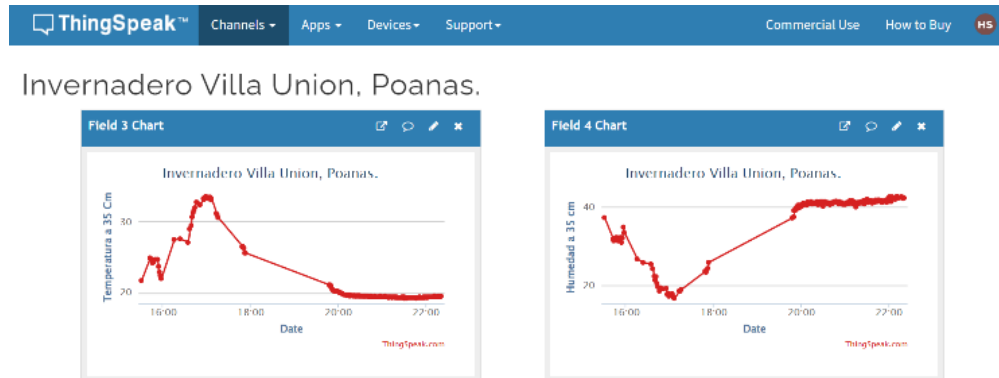 ThingSpeak™ Channels Apps Devices Support Commercial Use How to Buy HS
Invernadero Villa Union, Poanas.
Field 3 Chart
Invernadero Villa Union, Poanas.
Temperatura a 35 Cm
30
20
16:00 18:00 20:00 22:00
Date
ThingSpeak.com
Field 4 Chart
Invernadero Villa Union, Poanas.
Humedad a 35 cm
40
20
16:00 18:00 20:00 22:00
Date
ThingSpeak.com